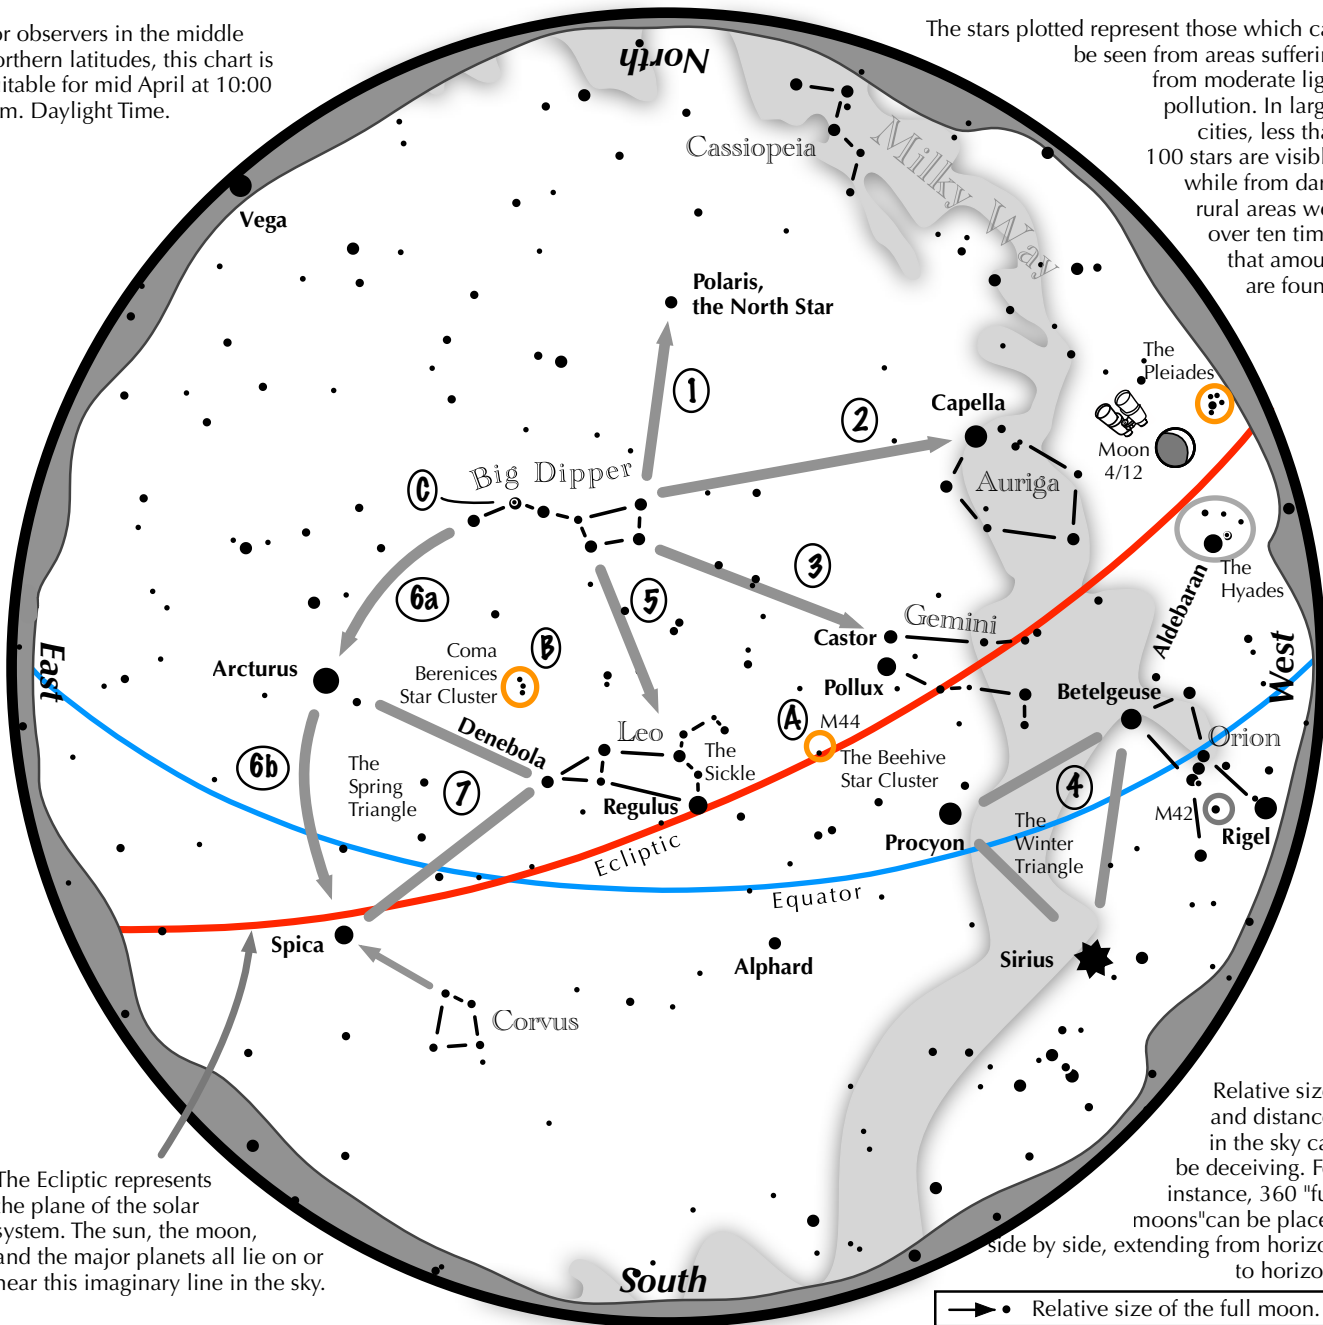 or observers in the middle
orthern latitudes, this chart is
itable for mid April at 10:00
.m. Daylight Time.
The stars plotted represent those which ca
be seen from areas sufferin
from moderate lig
pollution. In larg
cities, less tha
100 stars are visibl
while from dar
rural areas we
over ten tim
that amou
are foun
North
Cassiopeia
Milky Way
Vega
Polaris,
the North Star
The
Pleiades
1
2
Capella
Moon
4/12
Big Dipper
C
Auriga
3
The
Hyades
Aldebaran
5
6a
Gemini
Castor
Coma
Berenices
Star Cluster
B
East
West
Arcturus
Pollux
Betelgeuse
A
M44
The Beehive
Star Cluster
Denebola
Leo
The
Sickle
Orion
6b
The
Spring
Triangle
7
Regulus
4
M42
Rigel
Procyon
The
Winter
Triangle
Ecliptic
Equator
Spica
Alphard
Sirius
Corvus
The Ecliptic represents
the plane of the solar
system. The sun, the moon,
and the major planets all lie on or
near this imaginary line in the sky.
South
Relative size
and distance
in the sky ca
be deceiving. F
instance, 360 "fu
moons"can be place
side by side, extending from horizo
to horizo
Relative size of the full moon.